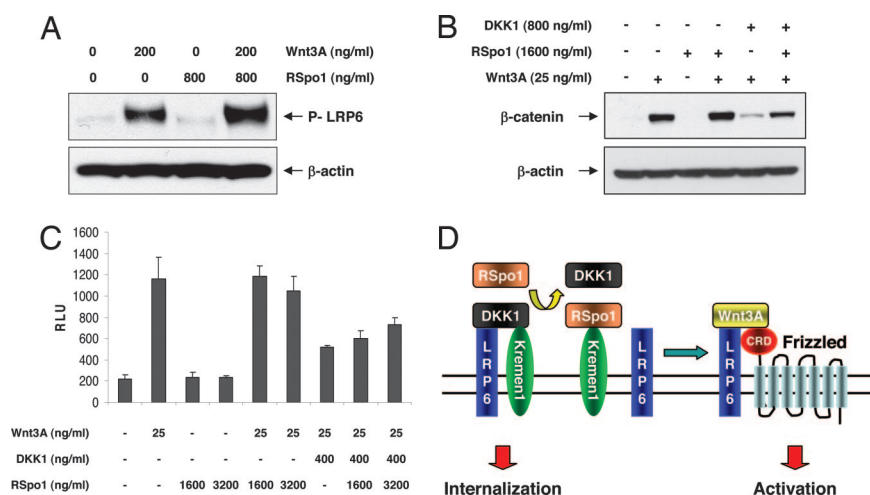 A
0 200 0 200 Wnt3A (ng/ml)
0 0 800 800 RSpo1 (ng/ml)
P- LRP6
β-actin
B
DKK1 (800 ng/ml) - - - - + +
RSpo1 (1600 ng/ml) - - + + - +
Wnt3A (25 ng/ml) - + - + + +
β-catenin
β-actin
C
RLU
1600
1400
1200
1000
800
600
400
200
0
Wnt3A (ng/ml) - 25 - - 25 25 25 25 25
DKK1 (ng/ml) - - - - - - 400 400 400
RSpo1 (ng/ml) - - 1600 3200 1600 3200 - 1600 3200
D
RSpo1 DKK1
DKK1 RSpo1 Wnt3A
LRP6 Kremen1 Kremen1 LRP6 LRP6 CRD Frizzled
Internalization Activation